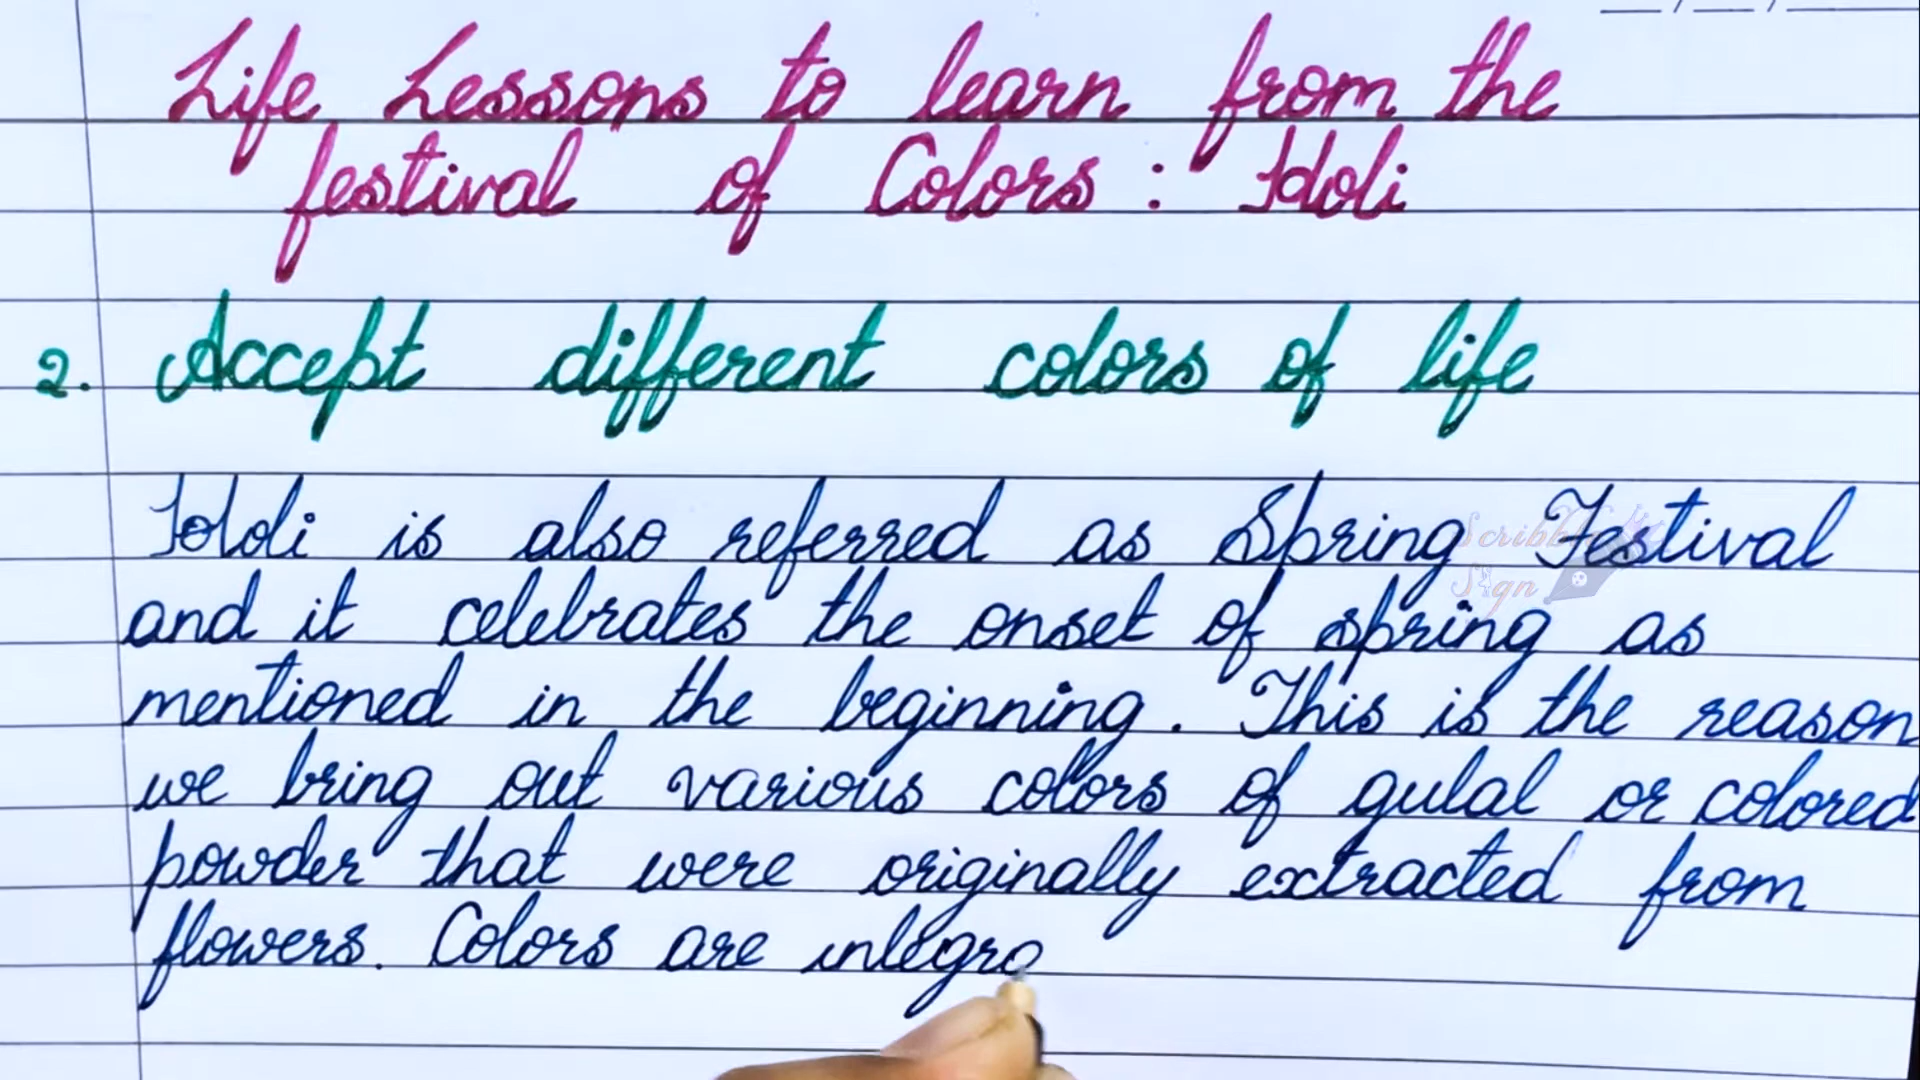 Life Lessons to learn from the
festival of Colors : Holi
2. Accept different colors of life
Holi is also referred as Spring Festival
and it celebrates the onset of spring as
mentioned in the beginning. This is the reason
we bring out various colors of gulal or colored
powder that were originally extracted from
flowers. Colors are integra
Scribble
Sign